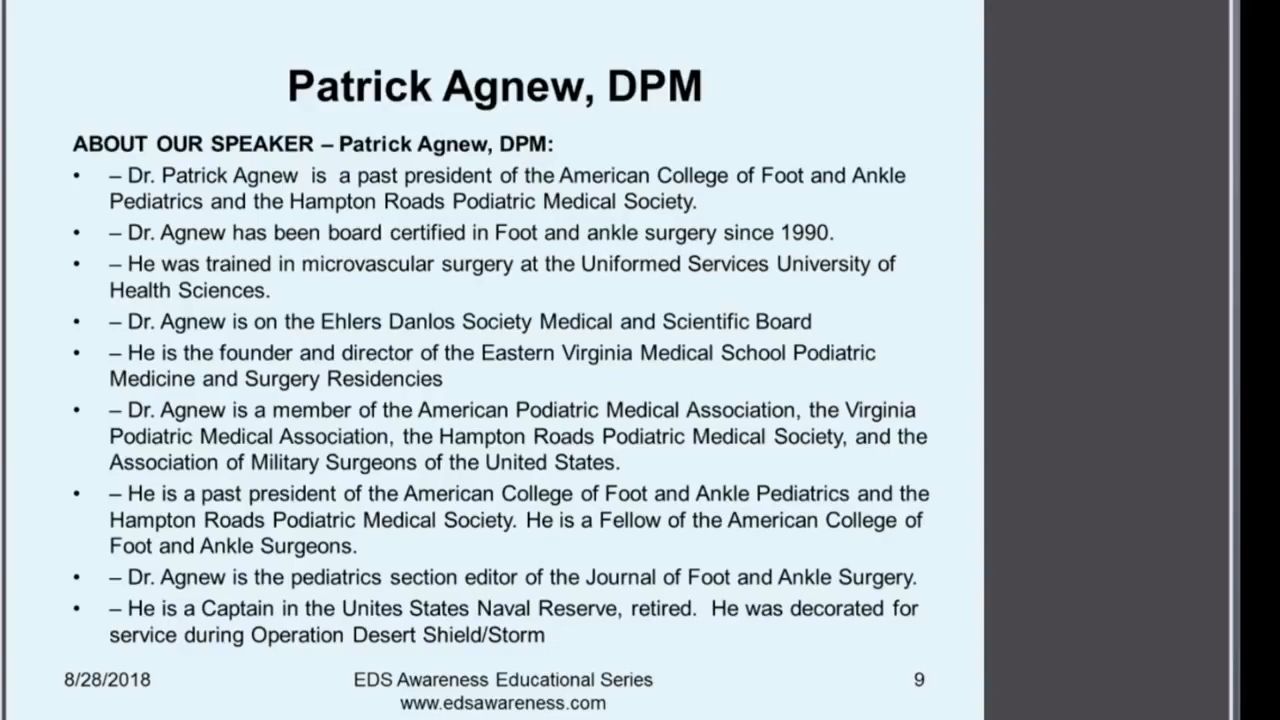 Patrick Agnew, DPM
ABOUT OUR SPEAKER – Patrick Agnew, DPM:
• – Dr. Patrick Agnew is a past president of the American College of Foot and Ankle
Pediatrics and the Hampton Roads Podiatric Medical Society.
• – Dr. Agnew has been board certified in Foot and ankle surgery since 1990.
• – He was trained in microvascular surgery at the Uniformed Services University of
Health Sciences.
• – Dr. Agnew is on the Ehlers Danlos Society Medical and Scientific Board
• – He is the founder and director of the Eastern Virginia Medical School Podiatric
Medicine and Surgery Residencies
• – Dr. Agnew is a member of the American Podiatric Medical Association, the Virginia
Podiatric Medical Association, the Hampton Roads Podiatric Medical Society, and the
Association of Military Surgeons of the United States.
• – He is a past president of the American College of Foot and Ankle Pediatrics and the
Hampton Roads Podiatric Medical Society. He is a Fellow of the American College of
Foot and Ankle Surgeons.
• – Dr. Agnew is the pediatrics section editor of the Journal of Foot and Ankle Surgery.
• – He is a Captain in the Unites States Naval Reserve, retired. He was decorated for
service during Operation Desert Shield/Storm
8/28/2018 EDS Awareness Educational Series 9
www.edsawareness.com